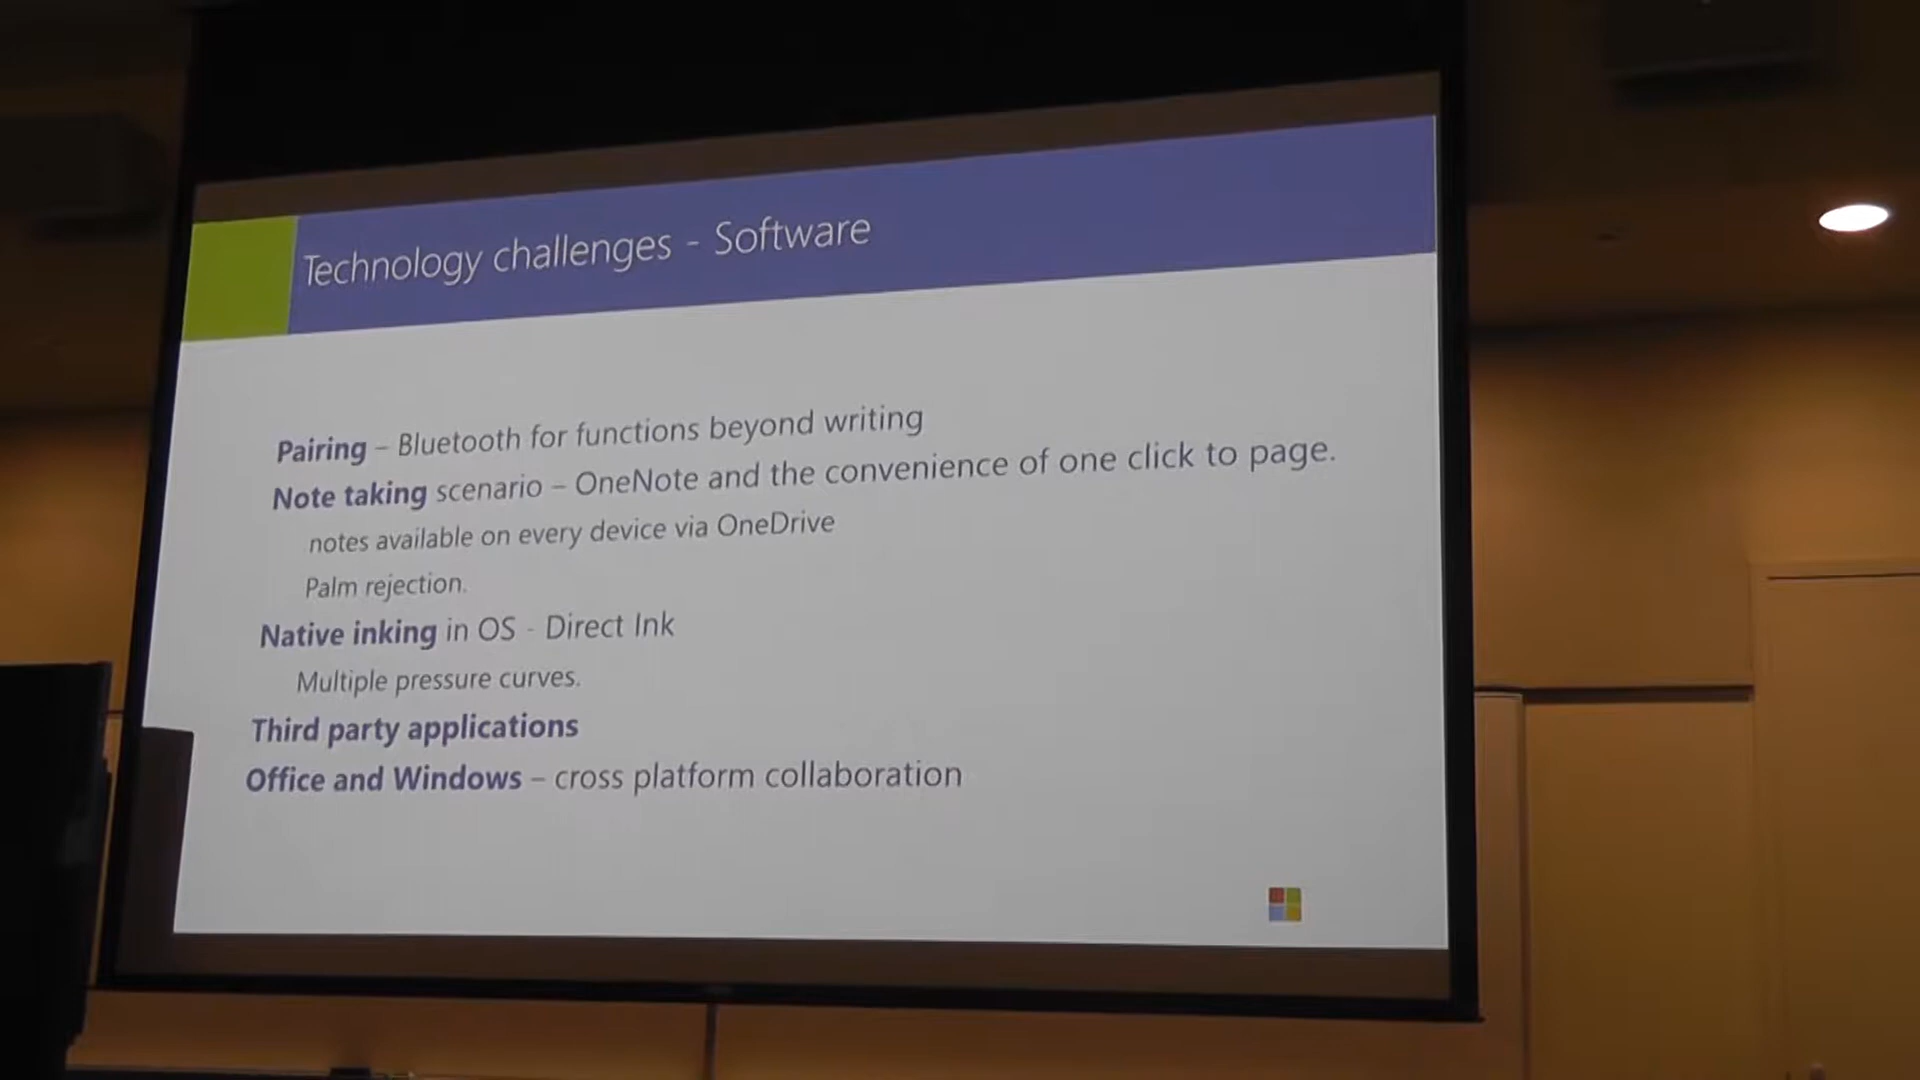 Technology challenges - Software
Pairing – Bluetooth for functions beyond writing
Note taking scenario – OneNote and the convenience of one click to page.
notes available on every device via OneDrive
Palm rejection.
Native inking in OS - Direct Ink
Multiple pressure curves.
Third party applications
Office and Windows – cross platform collaboration